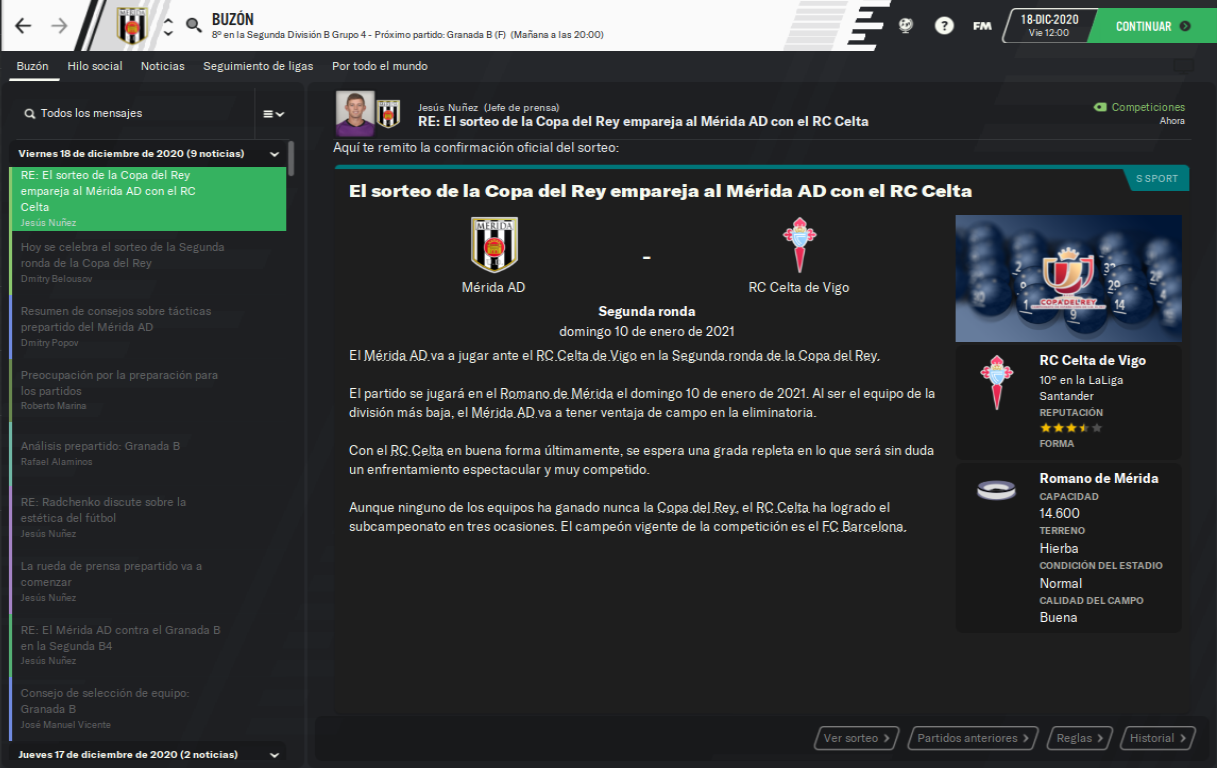 BUZÓN
8º en la Segunda División B Grupo 4 - Próximo partido: Granada B (F) (Mañana a las 20:00)
?
FM
18-DIC-2020
Vie 12:00
CONTINUAR
Buzón
Hilo social
Noticias
Seguimiento de ligas
Por todo el mundo
Todos los mensajes
Viernes 18 de diciembre de 2020 (9 noticias)
RE: El sorteo de la Copa del Rey
empareja al Mérida AD con el RC
Celta
Jesús Nuñez
Hoy se celebra el sorteo de la Segunda
ronda de la Copa del Rey
Dmitry Belousov
Resumen de consejos sobre tácticas
prepartido del Mérida AD
Dmitry Popov
Preocupación por la preparación para
los partidos
Roberto Marina
Análisis prepartido: Granada B
Rafael Alaminos
RE: Radchenko discute sobre la
estética del fútbol
Jesús Nuñez
La rueda de prensa prepartido va a
comenzar
Jesús Nuñez
RE: El Mérida AD contra el Granada B
en la Segunda B4
Jesús Nuñez
Consejo de selección de equipo:
Granada B
José Manuel Vicente
Jueves 17 de diciembre de 2020 (2 noticias)
Jesús Nuñez (Jefe de prensa)
RE: El sorteo de la Copa del Rey empareja al Mérida AD con el RC Celta
Competiciones
Ahora
Aquí te remito la confirmación oficial del sorteo:
S SPORT
El sorteo de la Copa del Rey empareja al Mérida AD con el RC Celta
MERIDA
-
Mérida AD
RC Celta de Vigo
Segunda ronda
domingo 10 de enero de 2021
El Mérida AD va a jugar ante el RC Celta de Vigo en la Segunda ronda de la Copa del Rey.
El partido se jugará en el Romano de Mérida el domingo 10 de enero de 2021. Al ser el equipo de la
división más baja, el Mérida AD va a tener ventaja de campo en la eliminatoria.
Con el RC Celta en buena forma últimamente, se espera una grada repleta en lo que será sin duda
un enfrentamiento espectacular y muy competido.
Aunque ninguno de los equipos ha ganado nunca la Copa del Rey, el RC Celta ha logrado el
subcampeonato en tres ocasiones. El campeón vigente de la competición es el FC Barcelona.
COPA DEL REY
RC Celta de Vigo
10º en la LaLiga
Santander
REPUTACIÓN
FORMA
Romano de Mérida
CAPACIDAD
14.600
TERRENO
Hierba
CONDICIÓN DEL ESTADIO
Normal
CALIDAD DEL CAMPO
Buena
Ver sorteo
Partidos anteriores
Reglas
Historial